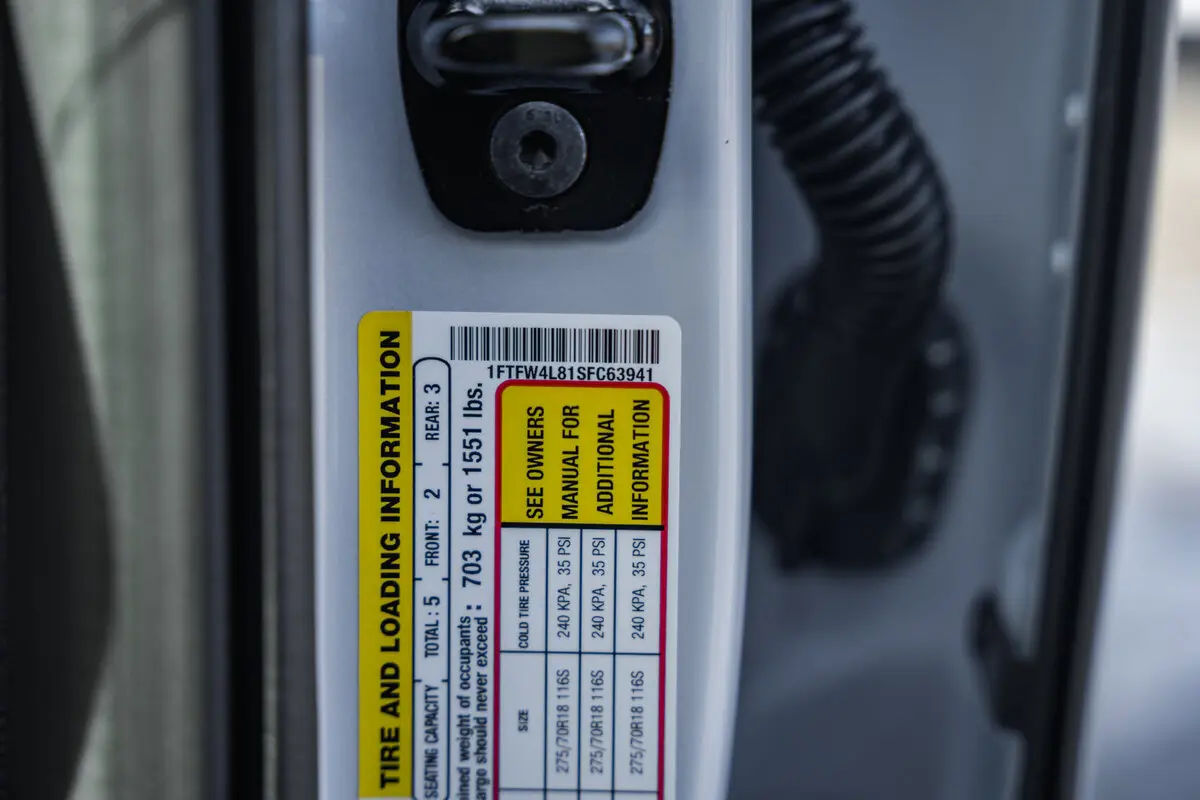 1FTFW4L81SFC63941
TIRE AND LOADING INFORMATION
SEATING CAPACITY TOTAL : 5 FRONT: 2 REAR: 3
ined weight of occupants
argo should never exceed : 703 kg or 1551 lbs.
SIZE COLD TIRE PRESSURE SEE OWNERS
275/70R18 116S 240 KPA, 35 PSI MANUAL FOR
275/70R18 116S 240 KPA, 35 PSI ADDITIONAL
275/70R18 116S 240 KPA, 35 PSI INFORMATION